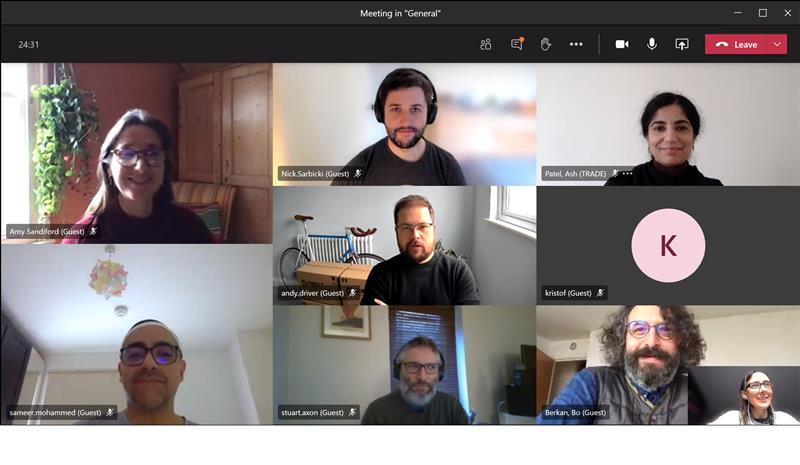 Meeting in "General"
24:31
Leave
Amy Sandiford (Guest)
Nick.Sarbicki (Guest)
Patel, Ash (TRADE)
andy.driver (Guest)
K
kristof (Guest)
sameer.mohammed (Guest)
stuart.axon (Guest)
Berkan, Bo (Guest)